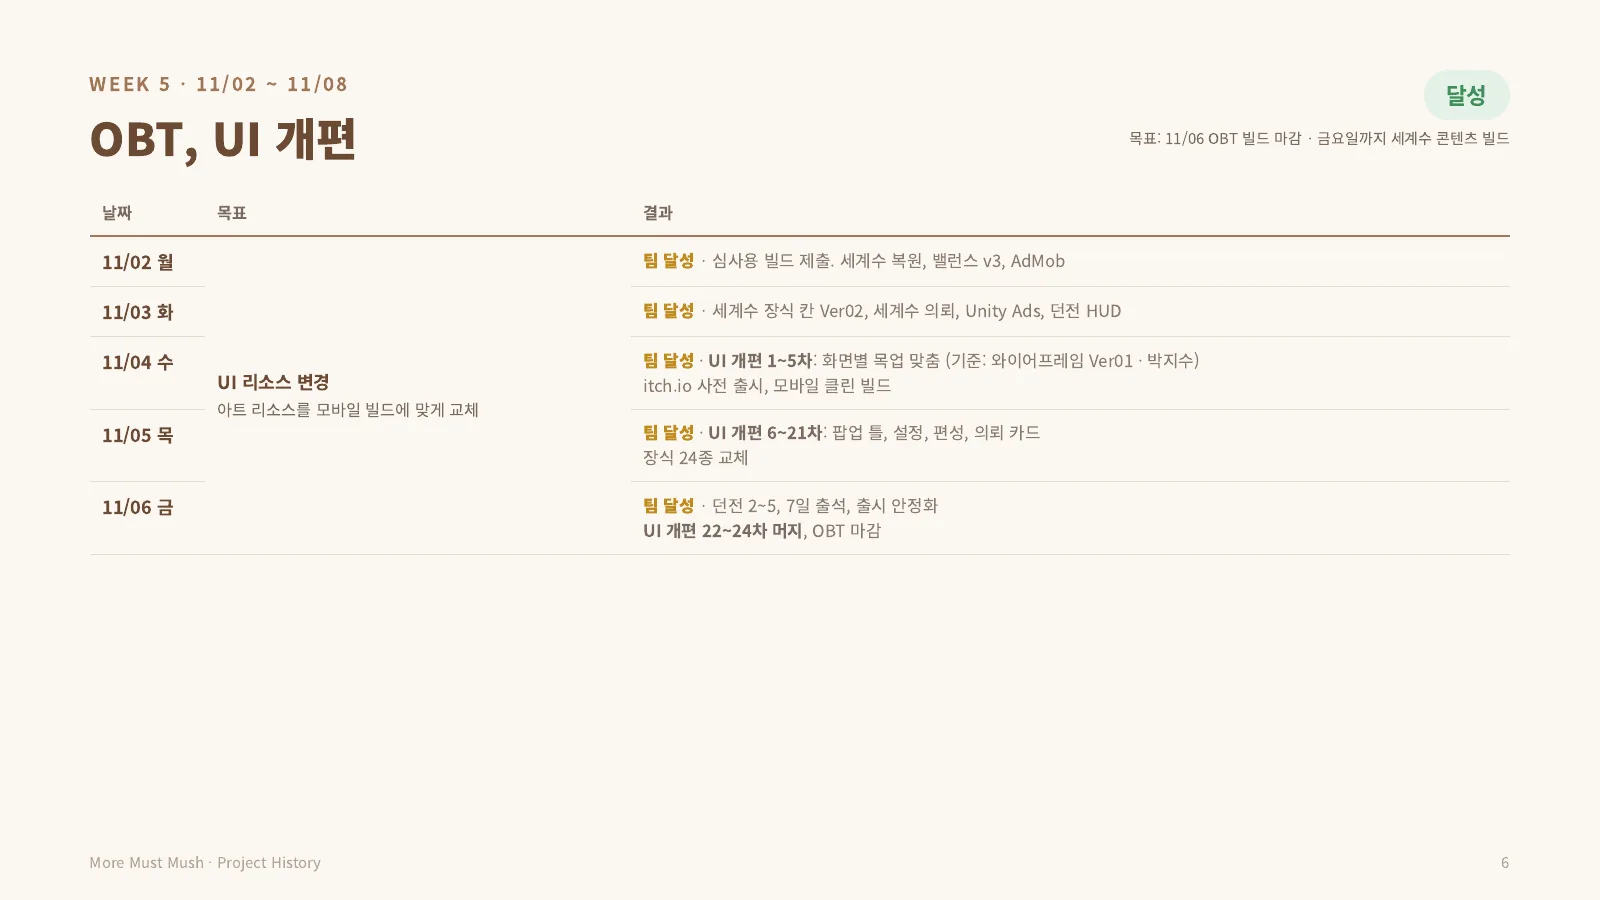 WEEK 5 · 11/02 ~ 11/08
OBT, UI 개편
달성
목표: 11/06 OBT 빌드 마감 · 금요일까지 세계수 콘텐츠 빌드
날짜 목표 결과
11/02 월
팀 달성 · 심사용 빌드 제출. 세계수 복원, 밸런스 v3, AdMob
11/03 화
팀 달성 · 세계수 장식 칸 Ver02, 세계수 의뢰, Unity Ads, 던전 HUD
11/04 수
팀 달성 · UI 개편 1~5차: 화면별 목업 맞춤 (기준: 와이어프레임 Ver01 · 박지수)
itch.io 사전 출시, 모바일 클린 빌드
UI 리소스 변경
아트 리소스를 모바일 빌드에 맞게 교체
11/05 목
팀 달성 · UI 개편 6~21차: 팝업 틀, 설정, 편성, 의뢰 카드
장식 24종 교체
11/06 금
팀 달성 · 던전 2~5, 7일 출석, 출시 안정화
UI 개편 22~24차 머지, OBT 마감
More Must Mush · Project History
6